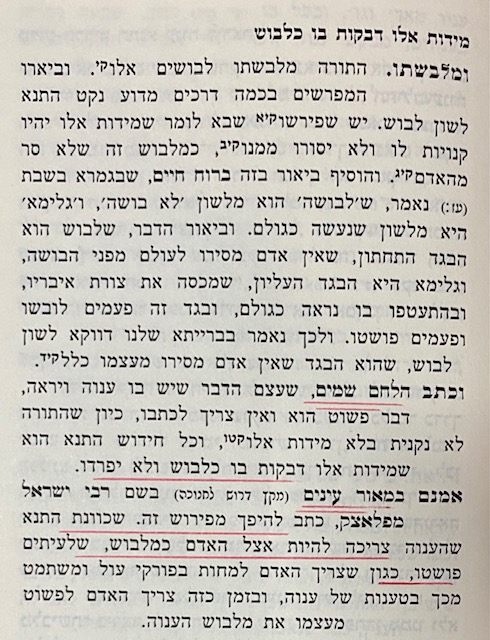 מידות אלו דבקות בו כלבוש
ומלבשתו. התורה מלבשתו לבושים אלוקי. וביארו
המפרשים בכמה דרכים מדוע נקט התנא
לשון לבוש. יש שפירשוקיא שבא לומר שמידות אלו יהיו
קנויות לו ולא יסורו ממנוקיב, כמלבוש זה שלא סר
מהאדםקיג. והוסיף ביאור בזה ברוח חיים, שבגמרא בשבת
(עז:) נאמר, ש'לבושה' הוא מלשון 'לא בושה', ו'גלימא'
היא מלשון שנעשה כגולם. וביאור הדבר, שלבוש הוא
הבגד התחתון, שאין אדם מסירו לעולם מפני הבושה,
וגלימא היא הבגד העליון, שמכסה את צורת איבריו,
ובהתעטפו בו נראה כגולם, ובגד זה פעמים לובשו
ופעמים פושטו. ולכך נאמר בברייתא שלנו דווקא לשון
לבוש, שהוא הבגד שאין אדם מסירו מעצמו כללקיד.
וכתב הלחם שמים, שעצם הדבר שיש בו ענוה ויראה,
דבר פשוט הוא ואין צריך לכתבו, כיון שהתורה
לא נקנית בלא מידות אלוקטו, וכל חידוש התנא הוא
שמידות אלו דבקות בו כלבוש ולא יפרדו.
אמנם במאור עינים (מקץ דרוש לחנוכה) בשם רבי ישראל
מפלאצק, כתב להיפך מפירוש זה. שכוונת התנא
שהענוה צריכה להיות אצל האדם כמלבוש, שלעיתים
פושטו, כגון שצריך האדם למחות בפורקי עול ומשתמט
מכך בטענות של ענוה, ובזמן כזה צריך האדם לפשוט
מעצמו את מלבוש הענוה.